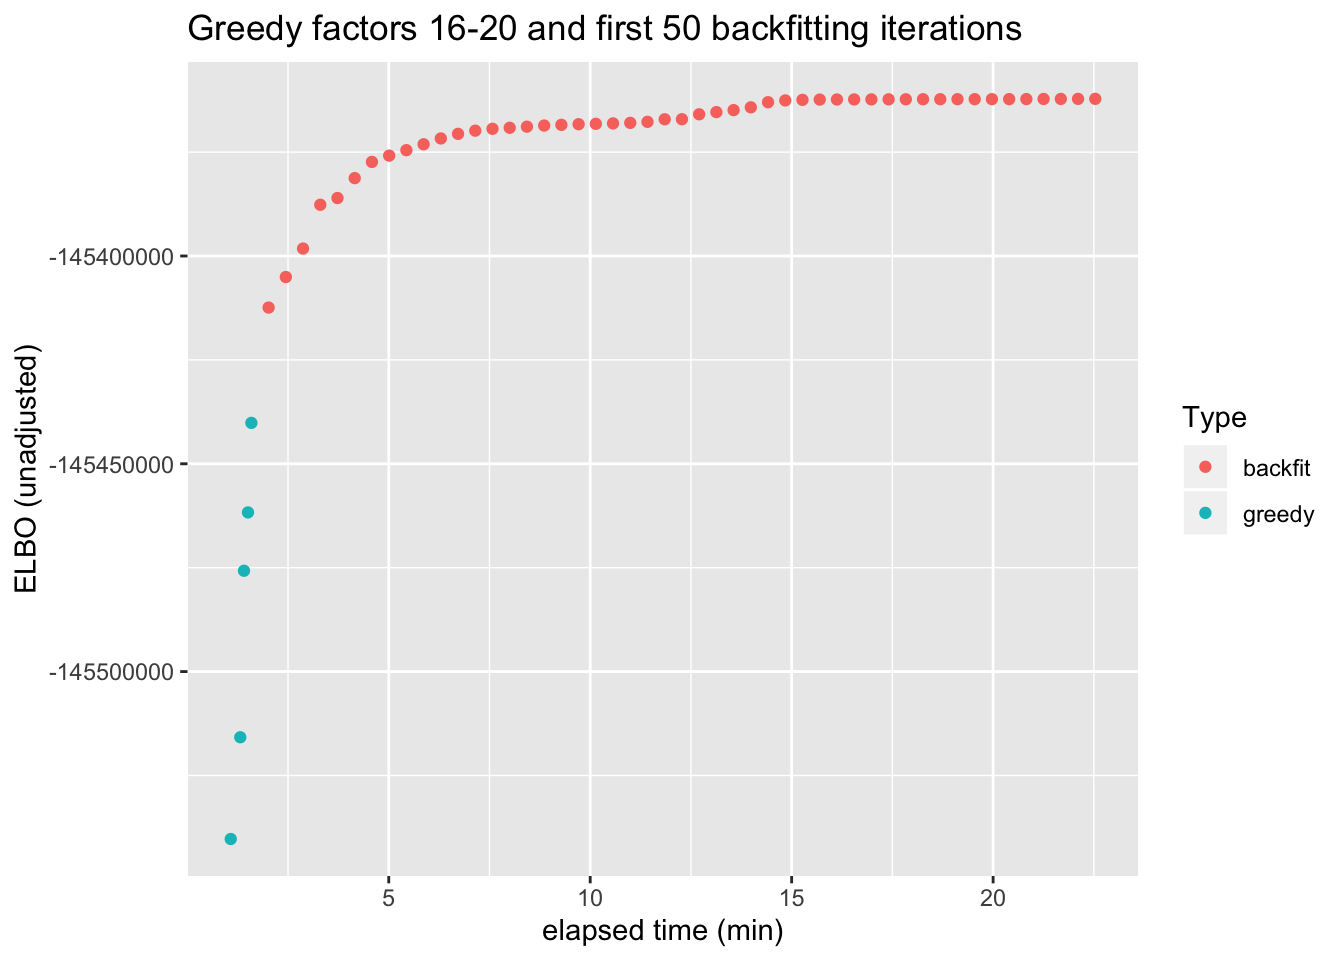 Greedy factors 16-20 and first 50 backfitting iterations
ELBO (unadjusted)
-145400000
-145450000
-145500000
5 10 15 20
elapsed time (min)
Type
backfit
greedy